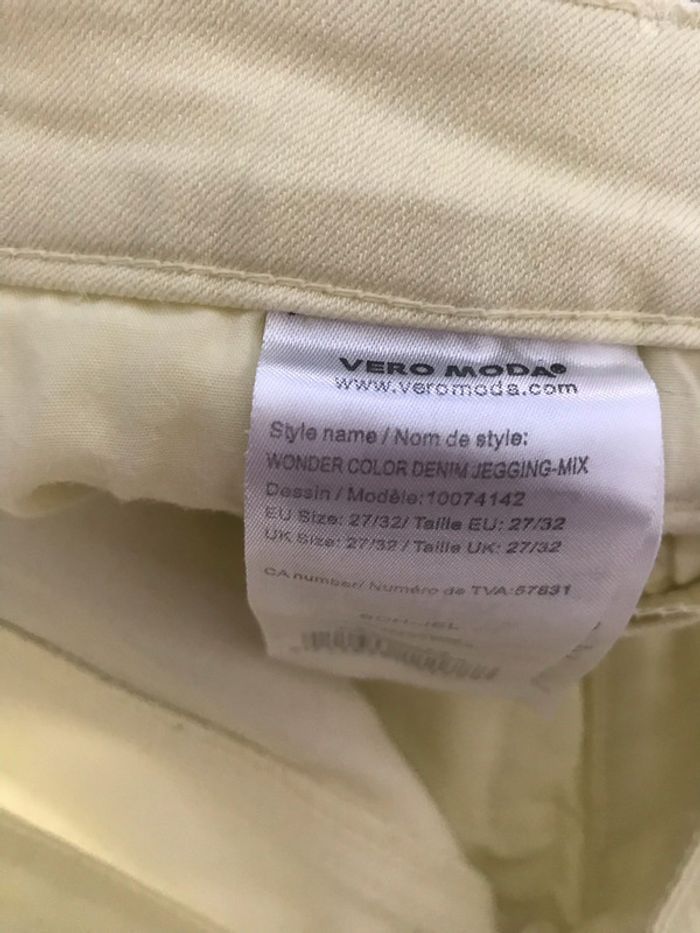 VERO MODA®
www.veromoda.com
Style name / Nom de style:
WONDER COLOR DENIM JEGGING-MIX
Dessin / Modèle:10074142
EU Size: 27/32/ Taille EU: 27/32
UK Size: 27/32 / Taille UK: 27/32
CA number/ Numéro de TVA:57831